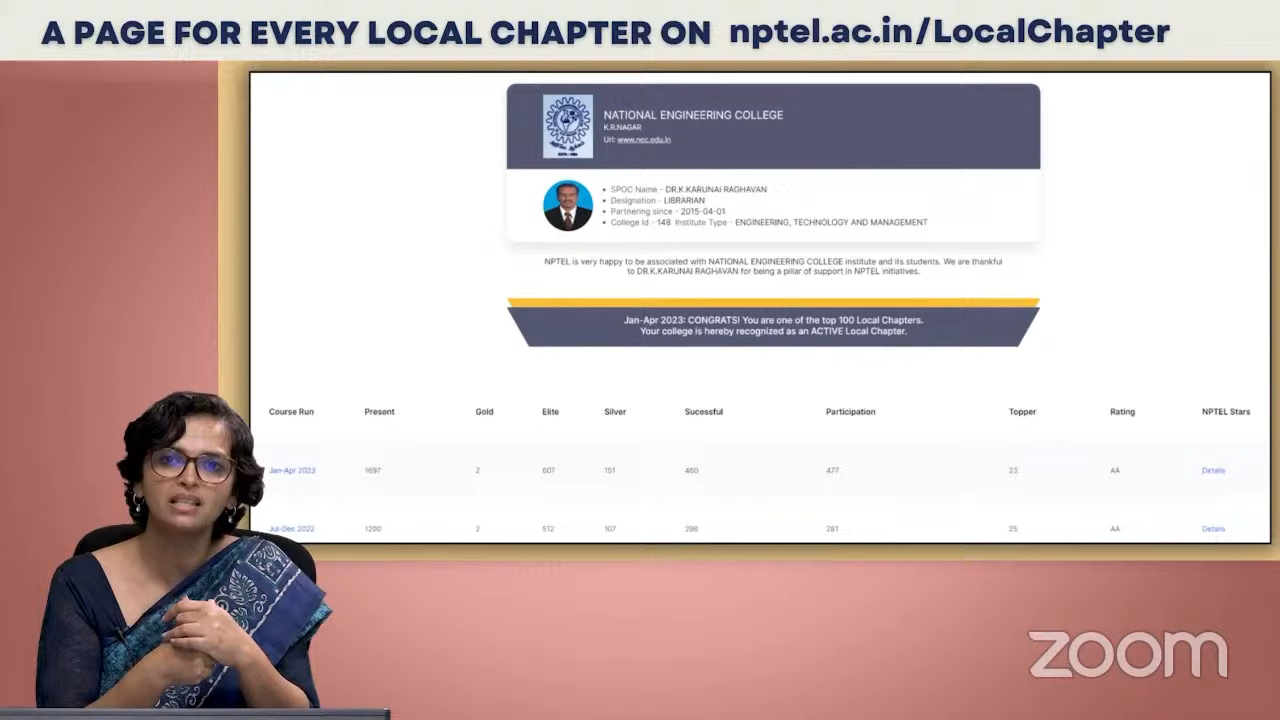 A PAGE FOR EVERY LOCAL CHAPTER ON nptel.ac.in/LocalChapter
NATIONAL ENGINEERING COLLEGE
K.R.NAGAR
Url: www.nec.edu.in
• SPOC Name - DR.K.KARUNAI RAGHAVAN
• Designation - LIBRARIAN
• Partnering since - 2015-04-01
• College Id - 148 Institute Type - ENGINEERING, TECHNOLOGY AND MANAGEMENT
NPTEL is very happy to be associated with NATIONAL ENGINEERING COLLEGE institute and its students. We are thankful
to DR.K.KARUNAI RAGHAVAN for being a pillar of support in NPTEL initiatives.
Jan-Apr 2023: CONGRATS! You are one of the top 100 Local Chapters.
Your college is hereby recognized as an ACTIVE Local Chapter.
Course Run Present Gold Elite Silver Sucessful Participation Topper Rating NPTEL Stars
Jan-Apr 2023 1697 2 607 151 460 477 23 AA Details
Jul-Dec 2022 1200 2 512 107 298 281 25 AA Details
zoom